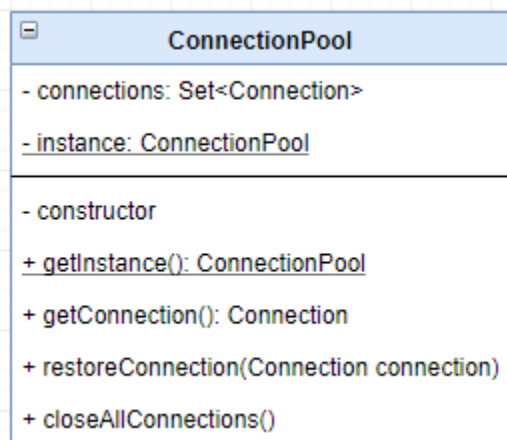 ConnectionPool
- connections: Set<Connection>
- instance: ConnectionPool
- constructor
+ getInstance(): ConnectionPool
+ getConnection(): Connection
+ restoreConnection(Connection connection)
+ closeAllConnections()